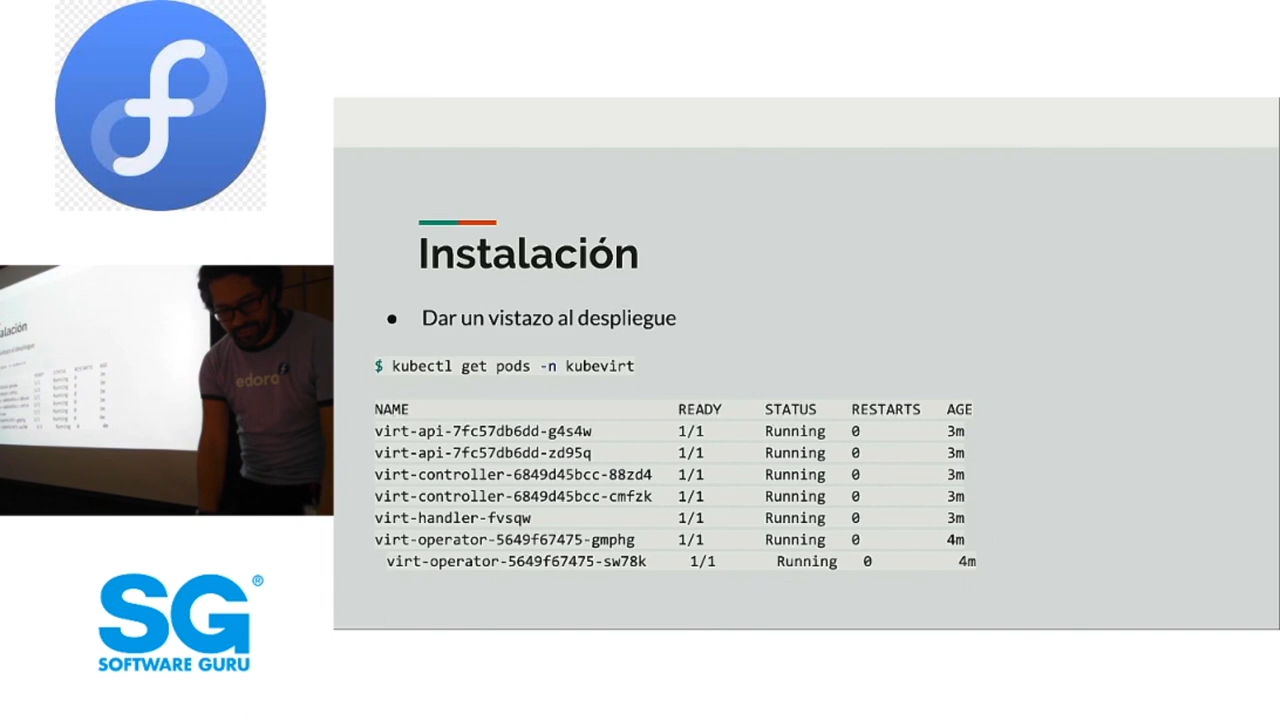 Instalación
● Dar un vistazo al despliegue
$ kubectl get pods -n kubevirt
NAME READY STATUS RESTARTS AGE
virt-api-7fc57db6dd-g4s4w 1/1 Running 0 3m
virt-api-7fc57db6dd-zd95q 1/1 Running 0 3m
virt-controller-6849d45bcc-88zd4 1/1 Running 0 3m
virt-controller-6849d45bcc-cmfzk 1/1 Running 0 3m
virt-handler-fvsqw 1/1 Running 0 3m
virt-operator-5649f67475-gmphg 1/1 Running 0 4m
virt-operator-5649f67475-sw78k 1/1 Running 0 4m
alación
edora
SG®
SOFTWARE GURU